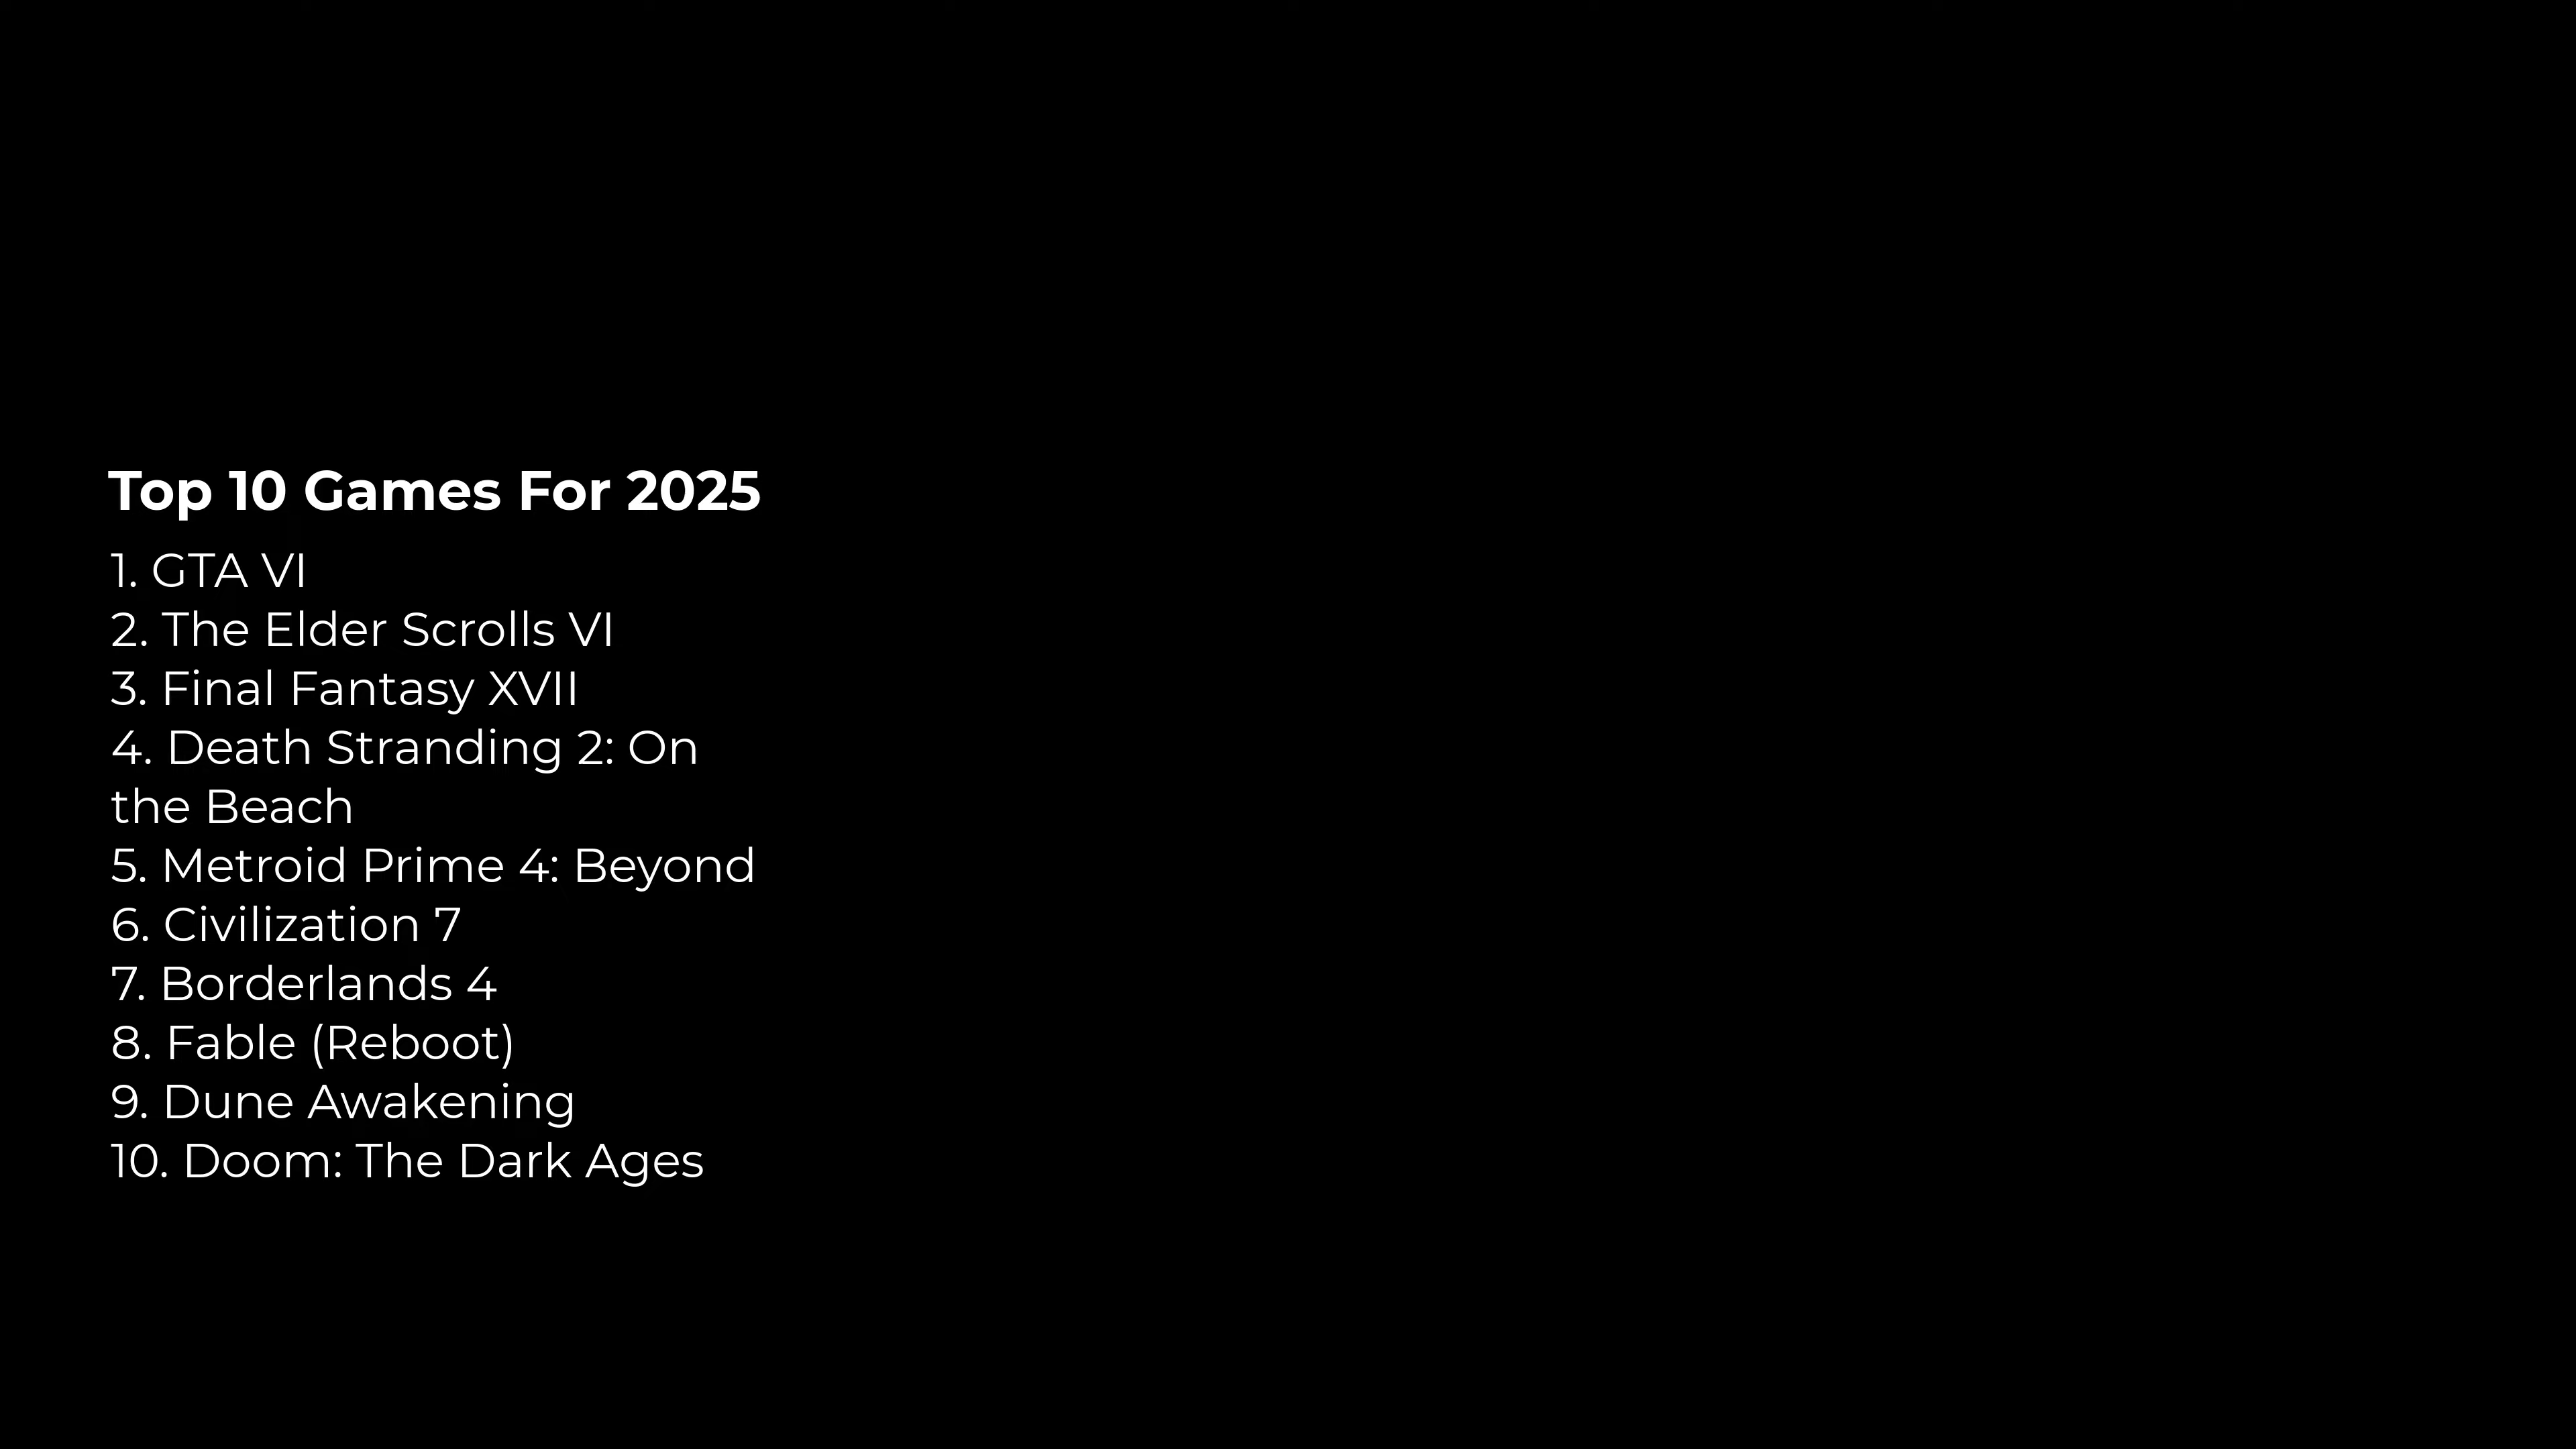 Top 10 Games For 2025
1. GTA VI
2. The Elder Scrolls VI
3. Final Fantasy XVII
4. Death Stranding 2: On
the Beach
5. Metroid Prime 4: Beyond
6. Civilization 7
7. Borderlands 4
8. Fable (Reboot)
9. Dune Awakening
10. Doom: The Dark Ages